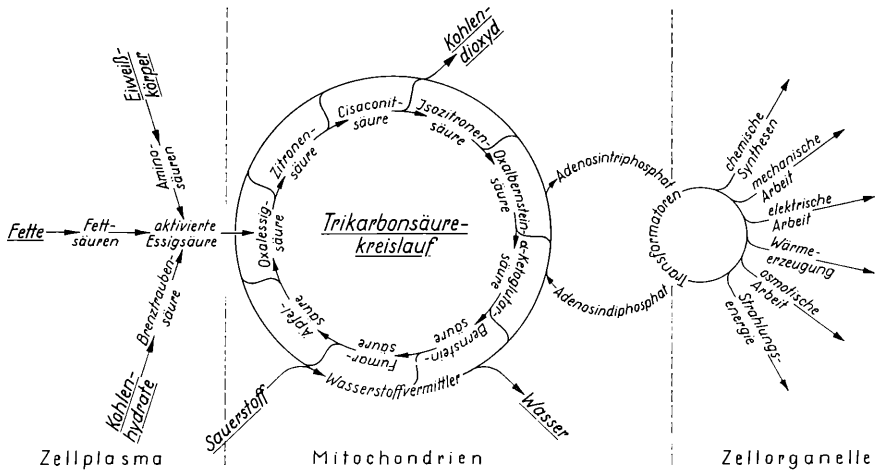 Eiweiß-
körper
Amino-
säuren
Fette
Fett-
säuren
aktivierte
Essigsäure
Brenztrauben-
säure
Kohlen-
hydrate
Kohlen-
dioxyd
Zitronen-
säure
Cisaconit-
säure
Isozitronen-
säure
Oxalbernstein-
säure
α-Ketoglutar-
säure
Bernstein-
säure
Fumar-
säure
Äpfel-
säure
Oxalessig-
säure
Trikarbonsäure-
kreislauf
Wasserstoffvermittler
Sauerstoff
Wasser
Adenosintriphosphat
Adenosindiphosphat
Transformatoren
chemische
Synthesen
mechanische
Arbeit
elektrische
Arbeit
Wärme-
erzeugung
osmotische
Arbeit
Strahlungs-
energie
Zellplasma
Mitochondrien
Zellorganelle